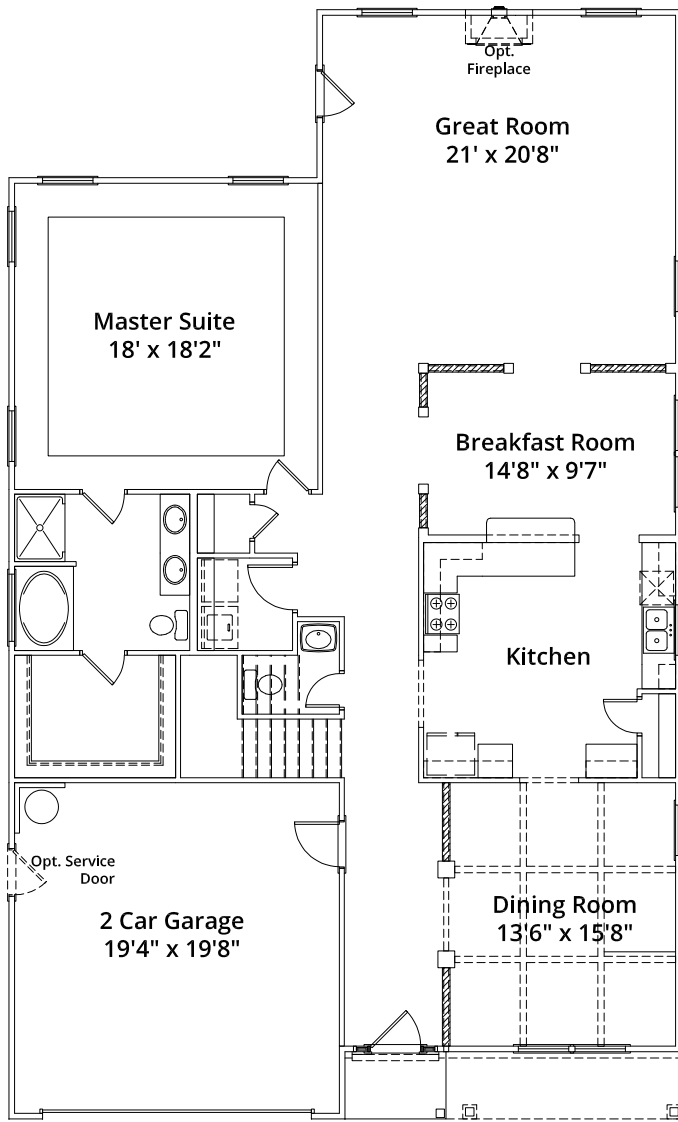 Opt.
Fireplace
Great Room
21' x 20'8"
Master Suite
18' x 18'2"
Breakfast Room
14'8" x 9'7"
Kitchen
Opt. Service
Door
2 Car Garage
19'4" x 19'8"
Dining Room
13'6" x 15'8"